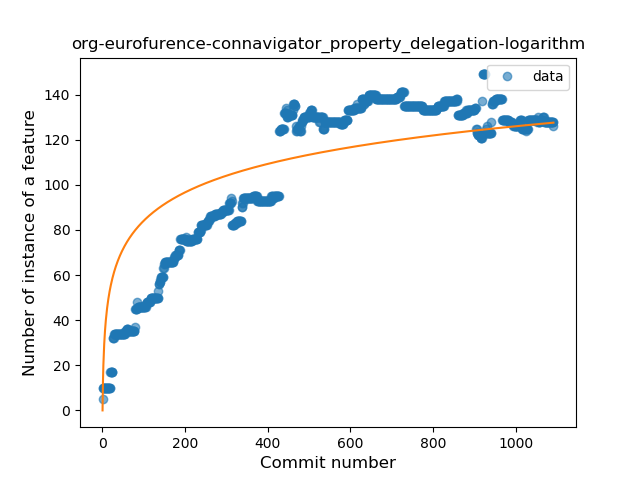 org-eurofurence-connavigator_property_delegation-logarithm
data
140
120
100
80
60
40
20
0
Number of instance of a feature
0 200 400 600 800 1000
Commit number